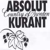 ABSOLUT
Country of Sweden
KURANT